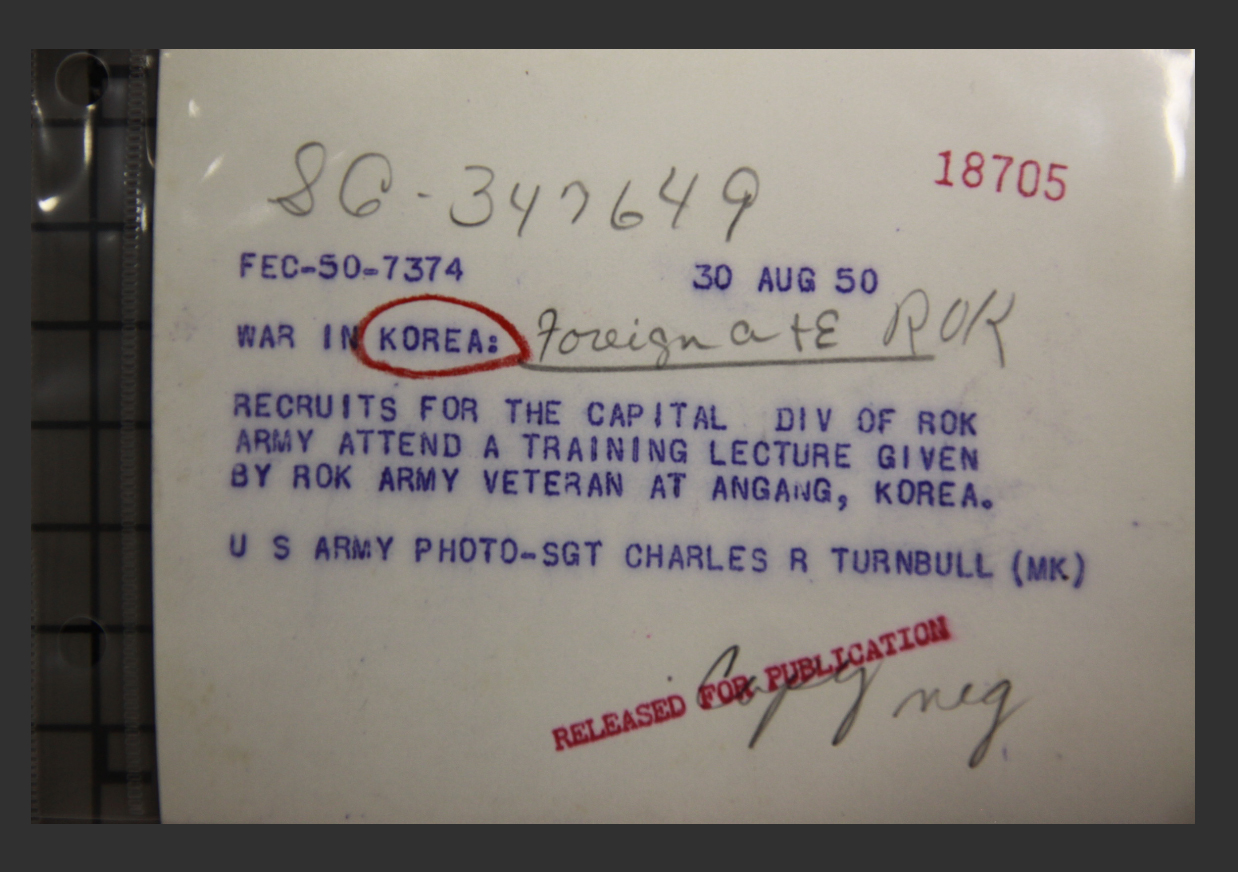 SC-347649
18705
FEC-50-7374 30 AUG 50
WAR IN KOREA: Foreign a + E ROK
RECRUITS FOR THE CAPITAL DIV OF ROK
ARMY ATTEND A TRAINING LECTURE GIVEN
BY ROK ARMY VETERAN AT ANGANG, KOREA.
U S ARMY PHOTO-SGT CHARLES R TURNBULL (MK)
RELEASED FOR PUBLICATION
Copy neg